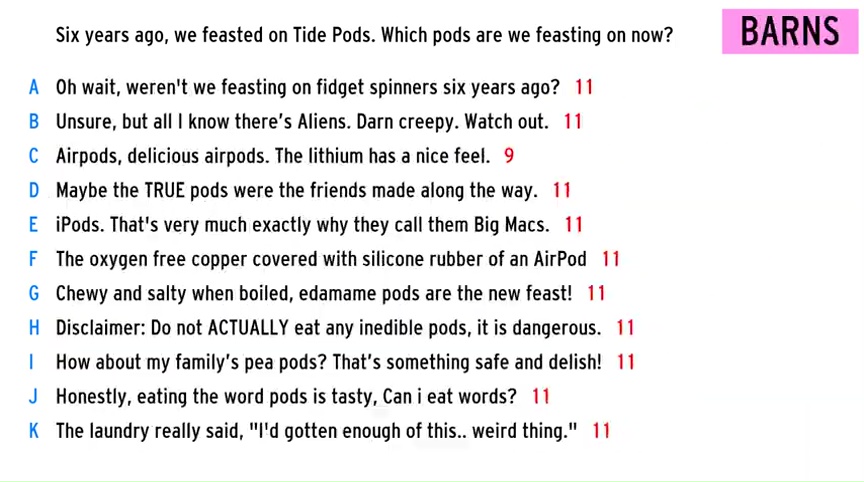 Six years ago, we feasted on Tide Pods. Which pods are we feasting on now?
BARNS
A Oh wait, weren't we feasting on fidget spinners six years ago? 11
B Unsure, but all I know there's Aliens. Darn creepy. Watch out. 11
C Airpods, delicious airpods. The lithium has a nice feel. 9
D Maybe the TRUE pods were the friends made along the way. 11
E iPods. That's very much exactly why they call them Big Macs. 11
F The oxygen free copper covered with silicone rubber of an AirPod 11
G Chewy and salty when boiled, edamame pods are the new feast! 11
H Disclaimer: Do not ACTUALLY eat any inedible pods, it is dangerous. 11
I How about my family's pea pods? That's something safe and delish! 11
J Honestly, eating the word pods is tasty, Can i eat words? 11
K The laundry really said, "I'd gotten enough of this.. weird thing." 11